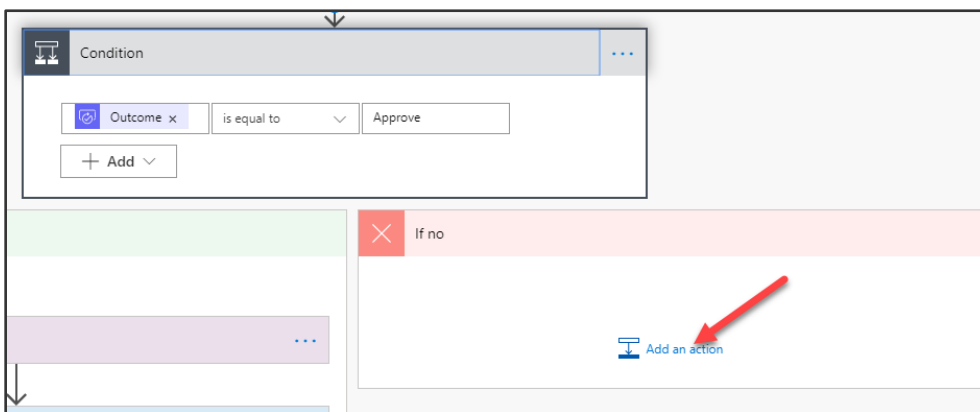 Condition
...
Outcome x is equal to Approve
+ Add
If no
...
Add an action